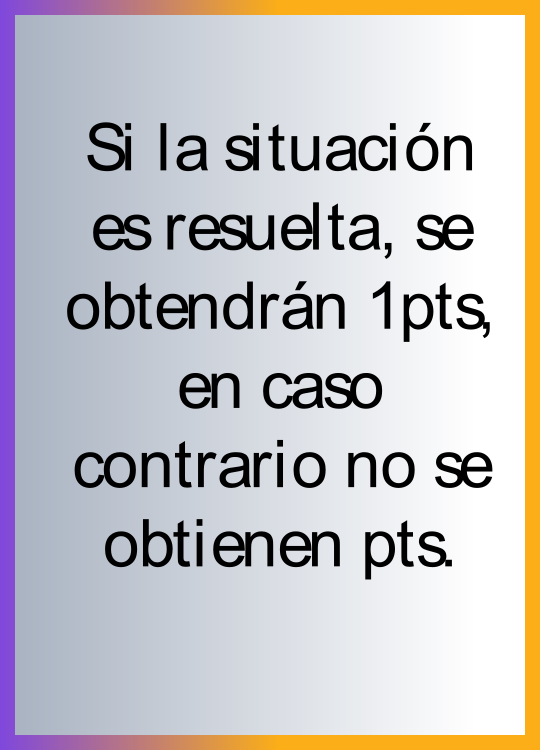 Si la situación
es resuelta, se
obtendrán 1pts,
en caso
contrario no se
obtienen pts.